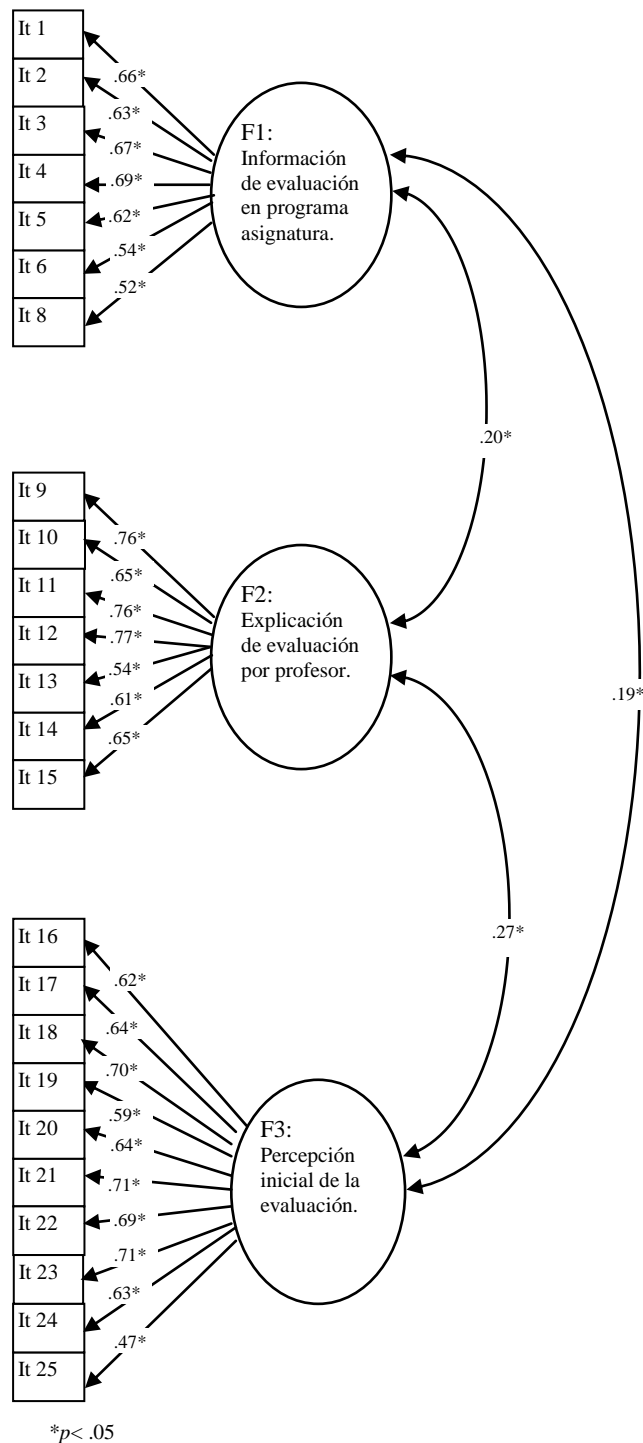 It 1
It 2
It 3
It 4
It 5
It 6
It 8
.66*
.63*
.67*
.69*
.62*
.54*
.52*
F1:
Información
de evaluación
en programa
asignatura.
.20*
It 9
It 10
It 11
It 12
It 13
It 14
It 15
.76*
.65*
.76*
.77*
.54*
.61*
.65*
F2:
Explicación
de evaluación
por profesor.
.19*
.27*
It 16
It 17
It 18
It 19
It 20
It 21
It 22
It 23
It 24
It 25
.62*
.64*
.70*
.59*
.64*
.71*
.69*
.71*
.63*
.47*
F3:
Percepción
inicial de la
evaluación.
*p< .05